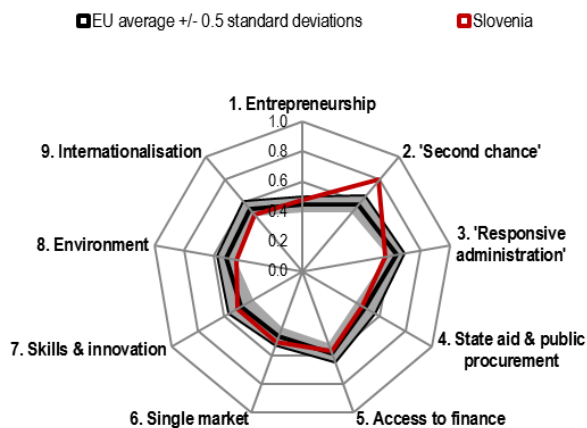 EU average +/- 0.5 standard deviations
Slovenia
1. Entrepreneurship
1.0
0.8
0.6
0.4
0.2
0.0
2. 'Second chance'
3. 'Responsive
administration'
4. State aid & public
procurement
5. Access to finance
6. Single market
7. Skills & innovation
8. Environment
9. Internationalisation